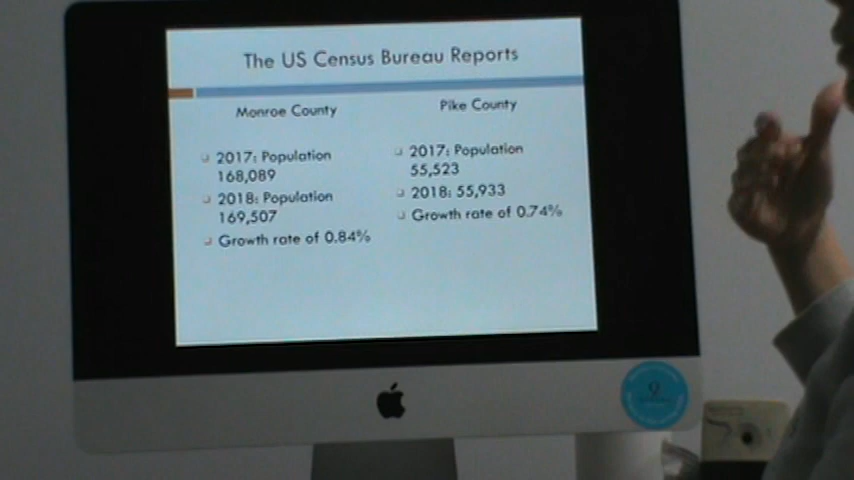 The US Census Bureau Reports
Monroe County
2017: Population
168,089
2018: Population
169,507
Growth rate of 0.84%
Pike County
2017: Population
55,523
2018: 55,933
Growth rate of 0.74%